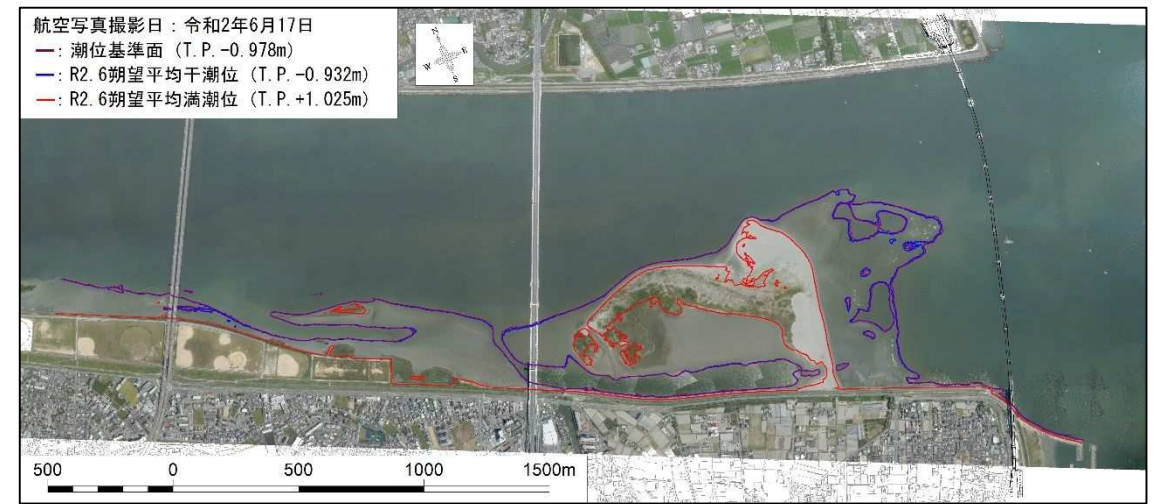 航空写真撮影日：令和2年6月17日
―：潮位基準面（T.P.-0.978m）
―：R2.6朔望平均干潮位（T.P.-0.932m）
―：R2.6朔望平均満潮位（T.P.+1.025m）
N
E
W
S
500 0 500 1000 1500m